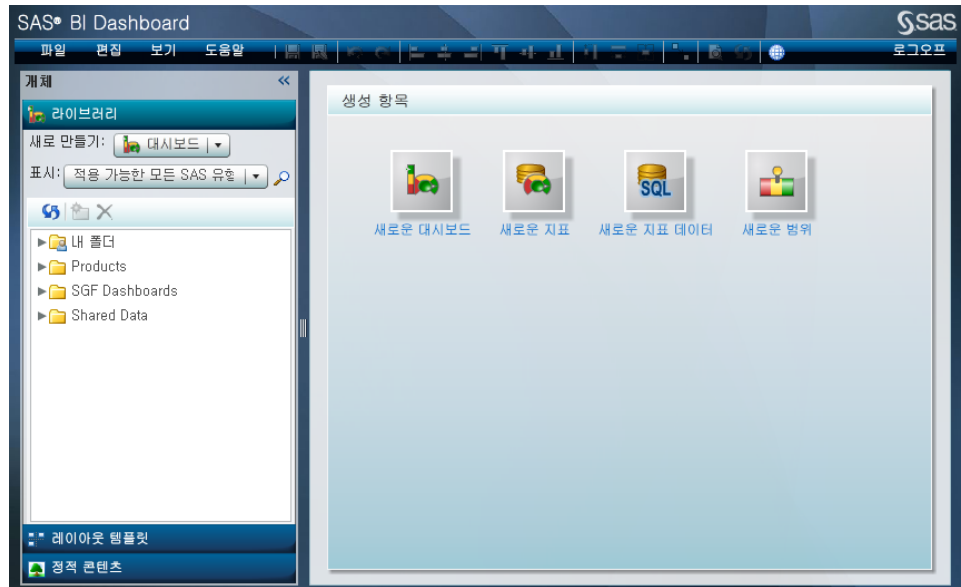 SAS® BI Dashboard
sas
파일 편집 보기 도움말
로그오프
개체
라이브러리
새로 만들기: 대시보드
표시: 적용 가능한 모든 SAS 유형
내 폴더
Products
SGF Dashboards
Shared Data
레이아웃 템플릿
정적 콘텐츠
생성 항목
SQL
새로운 대시보드 새로운 지표 새로운 지표 데이터 새로운 범위